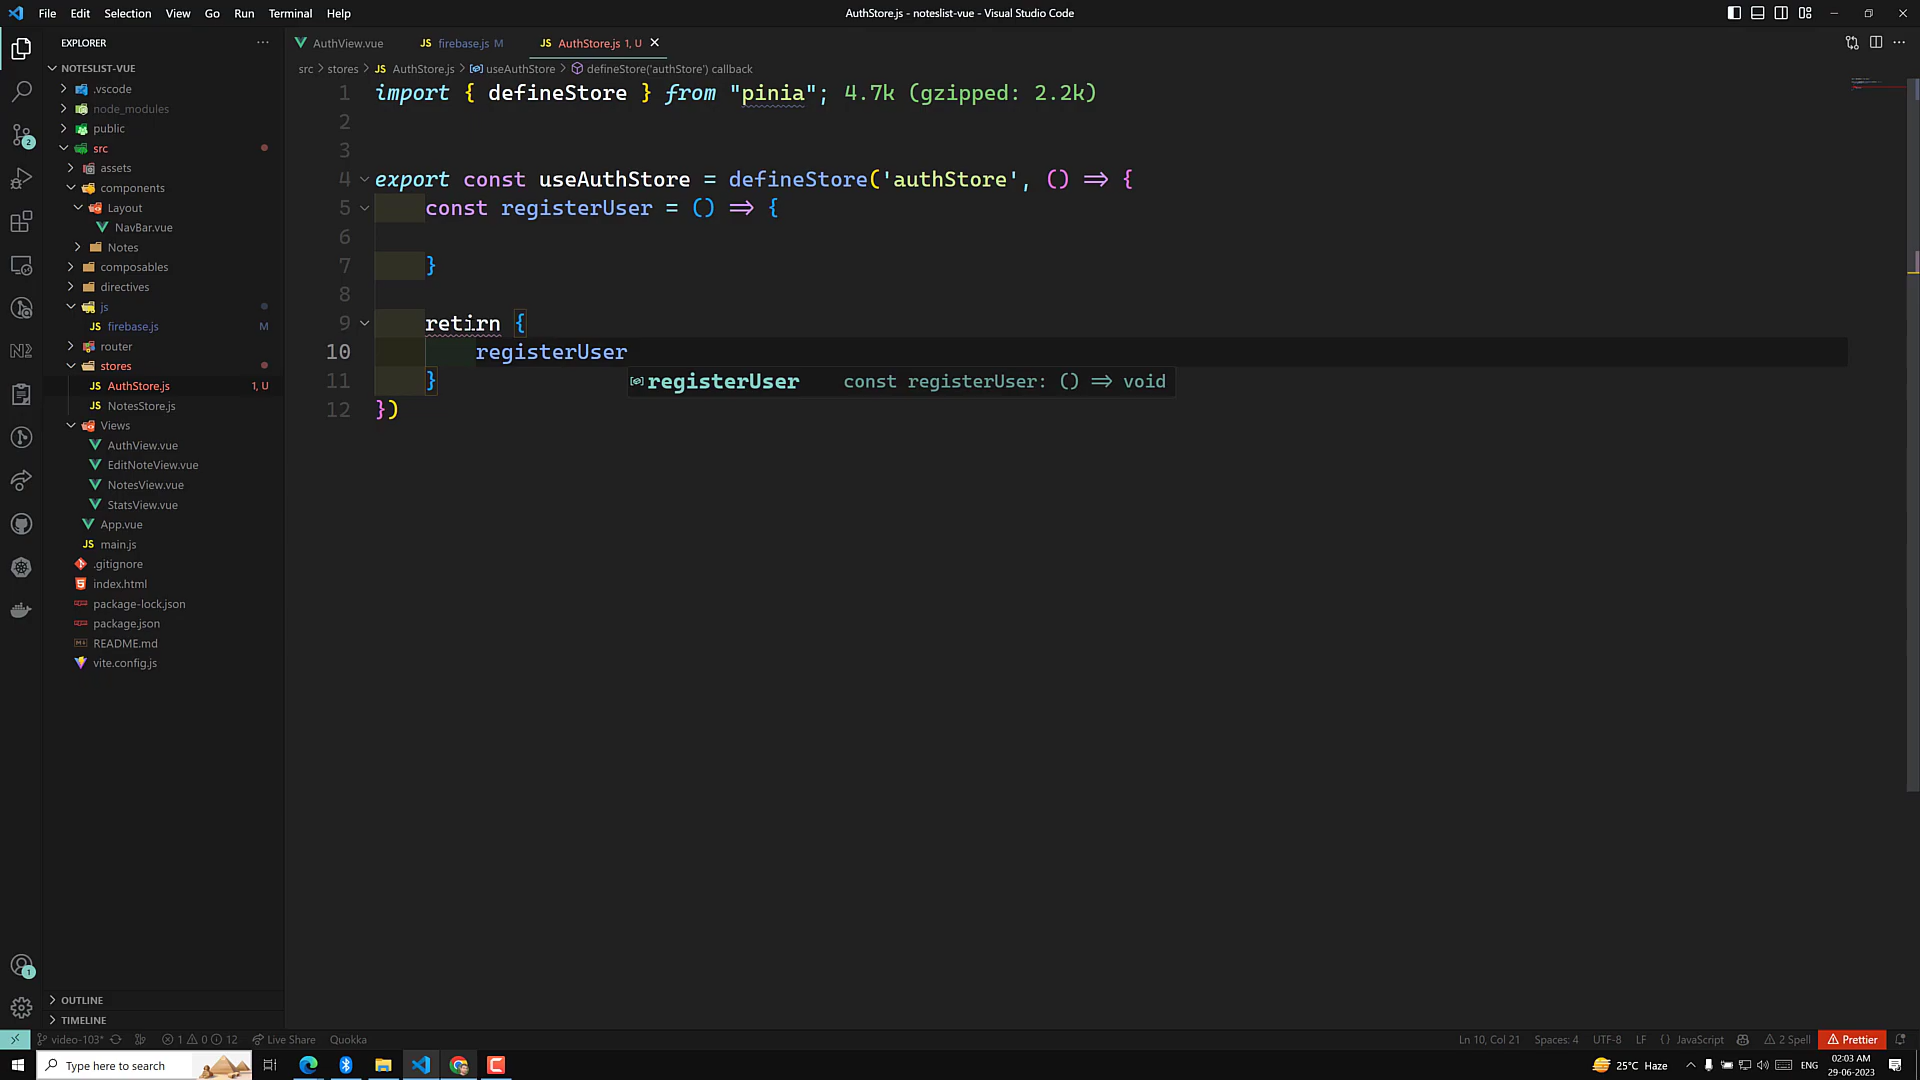 File Edit Selection View Go Run Terminal Help
AuthStore.js - noteslist-vue - Visual Studio Code
EXPLORER
NOTESLIST-VUE
.vscode
node_modules
public
src
assets
components
Layout
NavBar.vue
Notes
composables
directives
js
firebase.js M
router
stores
AuthStore.js 1, U
NotesStore.js
Views
AuthView.vue
EditNoteView.vue
NotesView.vue
StatsView.vue
App.vue
main.js
.gitignore
index.html
package-lock.json
package.json
README.md
vite.config.js
OUTLINE
TIMELINE
AuthView.vue
JS firebase.js M
JS AuthStore.js 1, U
src > stores > JS AuthStore.js > useAuthStore > defineStore('authStore') callback
1 import { defineStore } from "pinia"; 4.7k (gzipped: 2.2k)
2
3
4 export const useAuthStore = defineStore('authStore', () => {
5 const registerUser = () => {
6
7 }
8
9 retirn {
10 registerUser
registerUser const registerUser: () => void
11 }
12 })
2
N2
1
video-103* 1 0 12 Live Share Quokka
Ln 10, Col 21 Spaces: 4 UTF-8 LF {} JavaScript 2 Spell Prettier
Type here to search
25°C Haze
ENG
02:03 AM
29-06-2023